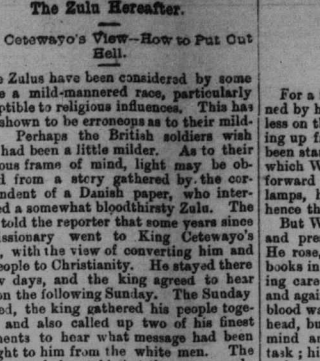 The Zulu Hereafter.
Cetewayo's View—How to Put Out
Hell.
e Zulus have been considered by some
e a mild-mannered race, particularly
ptible to religious influences. This has
shown to be erroneous as to their mild-
Perhaps the British soldiers wish
had been a little milder. As to their
ous frame of mind, light may be ob-
d from a story gathered by the cor-
ndent of a Danish paper, who inter-
ed a somewhat bloodthirsty Zulu. The
told the reporter that some years since
issionary went to King Cetewayo's
, with the view of converting him and
eople to Christianity. He stayed there
w days, and the king agreed to hear
on the following Sunday. The Sunday
ed, the king gathered his people toge-
and also called up two of his finest
ments to hear what message had been
ght to him from the white men. The
For a
ned by h
less on t
ing up f
been sta
which W
forward
lamps, h
hence th
But W
and pre
He rose,
books in
ing care
and agai
blood wa
head, bu
mind an
task ; h